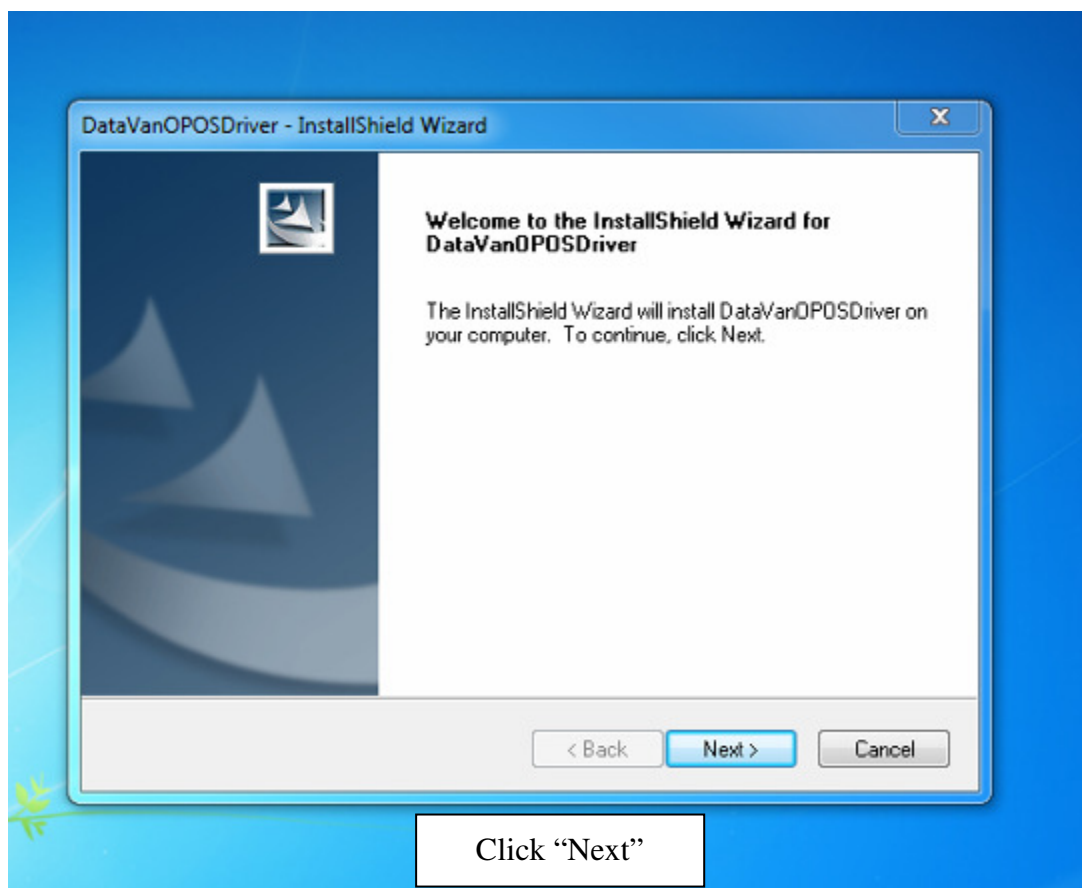 DataVanOPOSDriver - InstallShield Wizard
Welcome to the InstallShield Wizard for
DataVanOPOSDriver
The InstallShield Wizard will install DataVanOPOSDriver on
your computer. To continue, click Next.
< Back
Next >
Cancel
Click “Next”